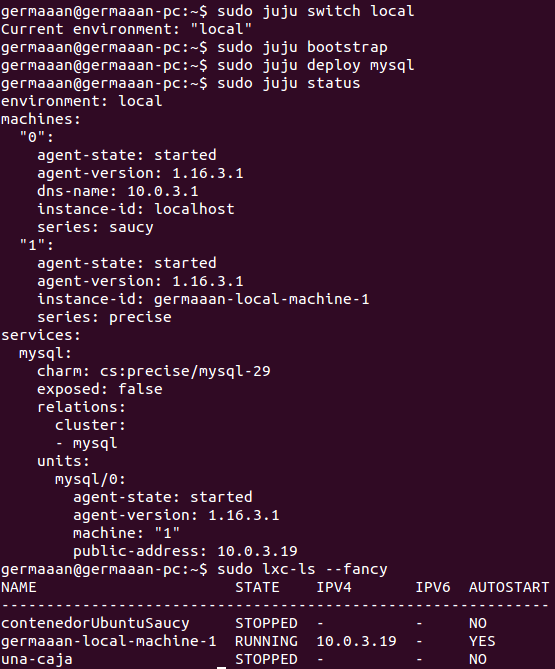 germaaan@germaaan-pc:~$ sudo juju switch local
Current environment: "local"
germaaan@germaaan-pc:~$ sudo juju bootstrap
germaaan@germaaan-pc:~$ sudo juju deploy mysql
germaaan@germaaan-pc:~$ sudo juju status
environment: local
machines:
  "0":
    agent-state: started
    agent-version: 1.16.3.1
    dns-name: 10.0.3.1
    instance-id: localhost
    series: saucy
  "1":
    agent-state: started
    agent-version: 1.16.3.1
    instance-id: germaaan-local-machine-1
    series: precise
services:
  mysql:
    charm: cs:precise/mysql-29
    exposed: false
    relations:
      cluster:
      - mysql
    units:
      mysql/0:
        agent-state: started
        agent-version: 1.16.3.1
        machine: "1"
        public-address: 10.0.3.19
germaaan@germaaan-pc:~$ sudo lxc-ls --fancy
NAME                      STATE    IPV4       IPV6  AUTOSTART
-------------------------------------------------------------
contenedorUbuntuSaucy     STOPPED  -          -     NO
germaaan-local-machine-1  RUNNING  10.0.3.19  -     YES
una-caja                  STOPPED  -          -     NO